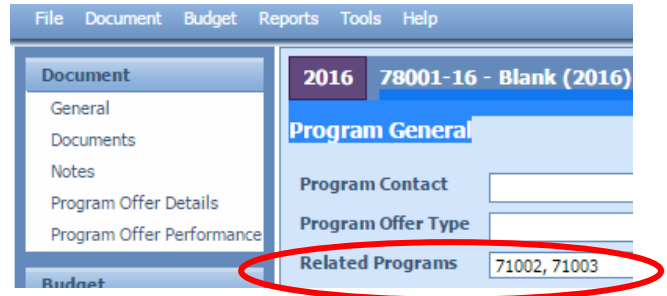 File Document Budget Reports Tools Help
Document
General
Documents
Notes
Program Offer Details
Program Offer Performance
Budget
2016 78001-16 - Blank (2016)
Program General
Program Contact
Program Offer Type
Related Programs 71002, 71003